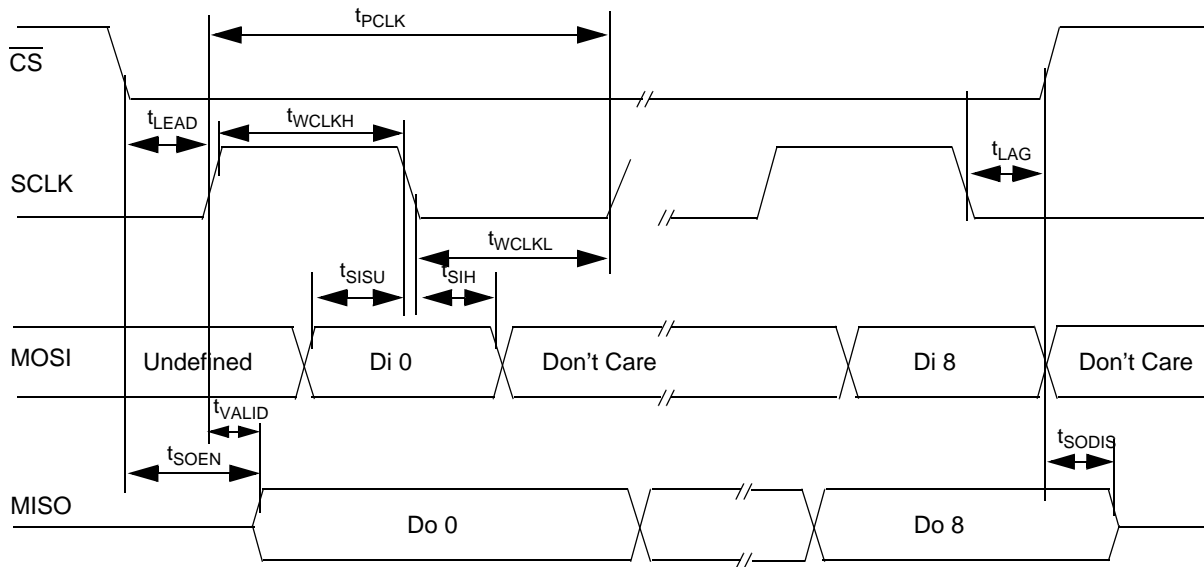 tPCLK
CS
tLEAD
tWCLKH
tLAG
SCLK
tWCLKL
tSISU
tSIH
MOSI
Undefined
Di 0
Don't Care
Di 8
Don't Care
tVALID
tSOEN
tSODIS
MISO
Do 0
Do 8